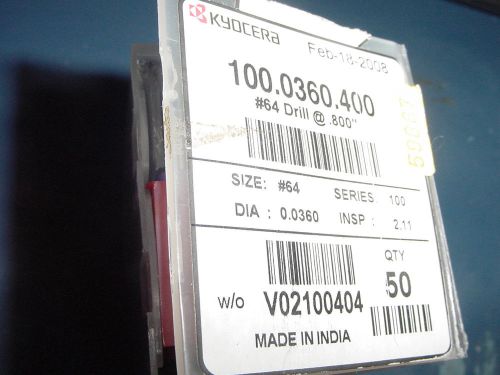 KYOCERA
Feb-18-2008
100.0360.400
#64 Drill @ .800"
SIZE: #64 SERIES: 100
DIA : 0.0360 INSP : 2.11
QTY
w/o V02100404 50
MADE IN INDIA